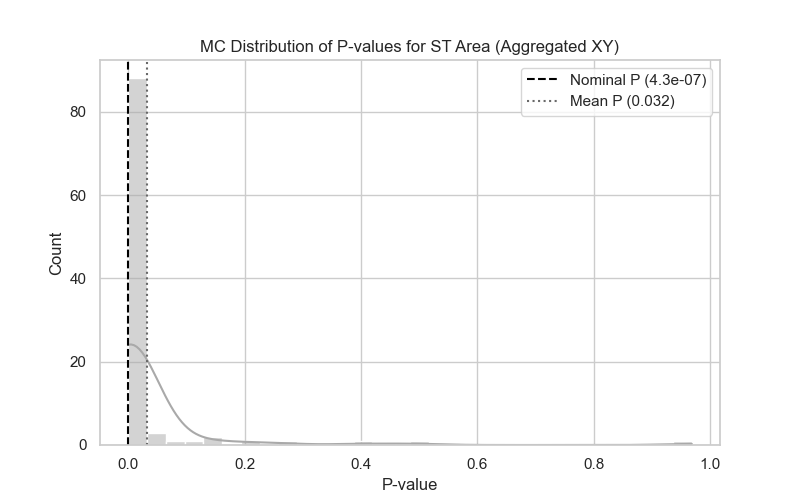 MC Distribution of P-values for ST Area (Aggregated XY)
Nominal P (4.3e-07)
Mean P (0.032)
80
60
40
20
0
Count
0.0 0.2 0.4 0.6 0.8 1.0
P-value